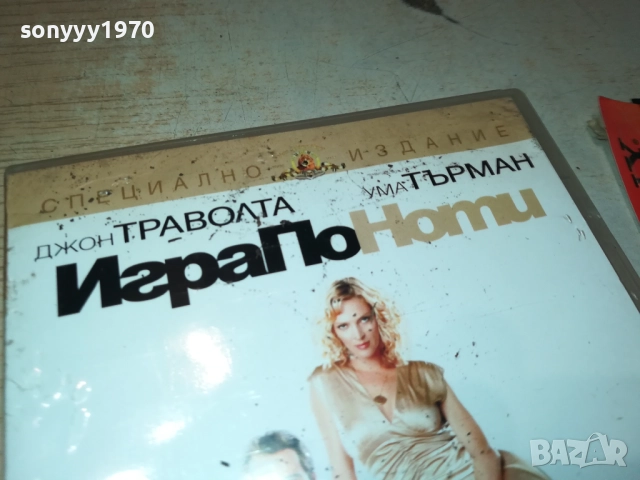 sonyyy1970
СПЕЦИАЛНО ИЗДАНИЕ
ДЖОН ТРАВОЛТА
УМА ТЪРМАН
ИграПоНоти
BAZAR